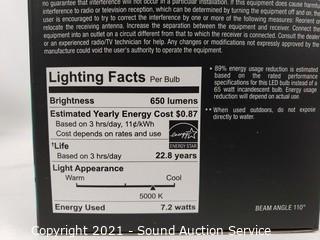 no guarantee that interference will not occur in a particular installation. If this equipment does cause harmful
interference to radio or television reception, which can be determined by turning the equipment off and on, the
user is encouraged to try to correct the interference by one or more of the following measures: Reorient or
relocate the receiving antenna. Increase the separation between the equipment and receiver. Connect the
equipment into an outlet on a circuit different from that to which the receiver is connected. Consult the dealer
or an experienced radio/TV technician for help. Any changes or modifications not expressly approved by the
manufacturer could void the user's authority to operate the equipment.
Lighting Facts Per Bulb
Brightness 650 lumens
Estimated Yearly Energy Cost $0.87
Based on 3 hrs/day, 11¢/kWh
Cost depends on rates and use
ENERGY STAR
†Life
Based on 3 hrs/day 22.8 years
Light Appearance
Warm Cool
5000 K
Energy Used 7.2 watts
• 89% energy usage reduction is estimated
based on the rated performance
specifications for this LED bulb instead of a
65 watt incandescent bulb. Energy usage
reduction will depend on actual use.
•• When used outdoors, do not expose
directly to water.
BEAM ANGLE 110°
Copyright 2021 - Sound Auction Service